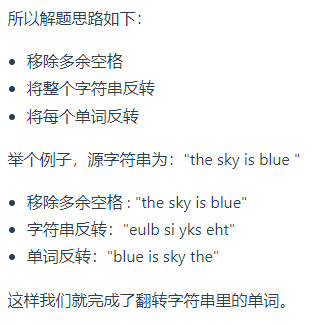 所以解题思路如下：
移除多余空格
将整个字符串反转
将每个单词反转
举个例子，源字符串为："the sky is blue "
移除多余空格 : "the sky is blue"
字符串反转："eulb si yks eht"
单词反转："blue is sky the"
这样我们就完成了翻转字符串里的单词。